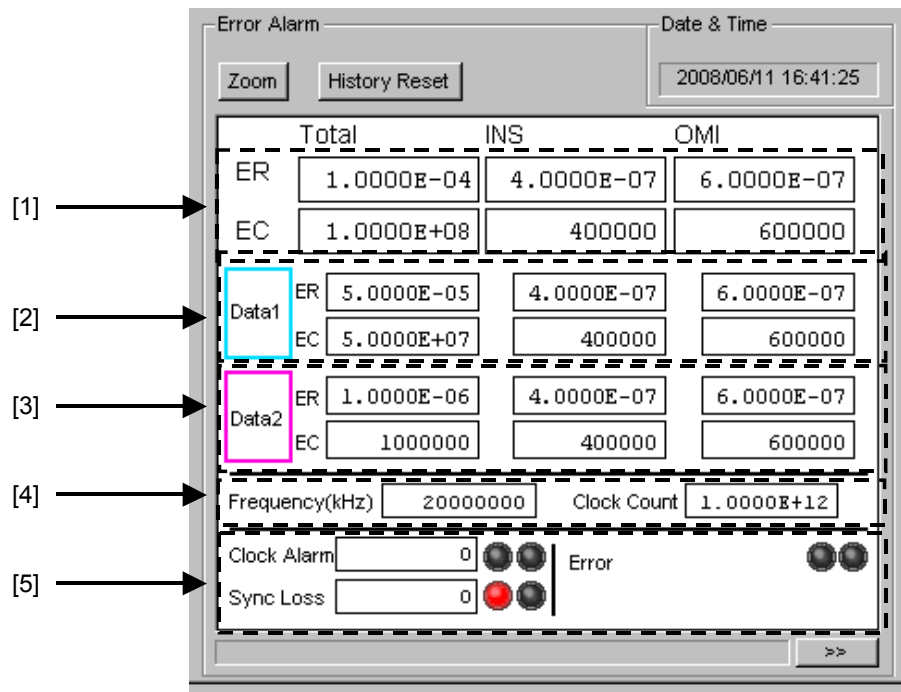 Error Alarm Date & Time
Zoom History Reset 2008/06/11 16:41:25
Total INS OMI
[1]
ER 1.0000E-04 4.0000E-07 6.0000E-07
EC 1.0000E+08 400000 600000
[2]
Data1
ER 5.0000E-05 4.0000E-07 6.0000E-07
EC 5.0000E+07 400000 600000
[3]
Data2
ER 1.0000E-06 4.0000E-07 6.0000E-07
EC 1000000 400000 600000
[4]
Frequency(kHz) 20000000 Clock Count 1.0000E+12
[5]
Clock Alarm 0 Error
Sync Loss 0
>>